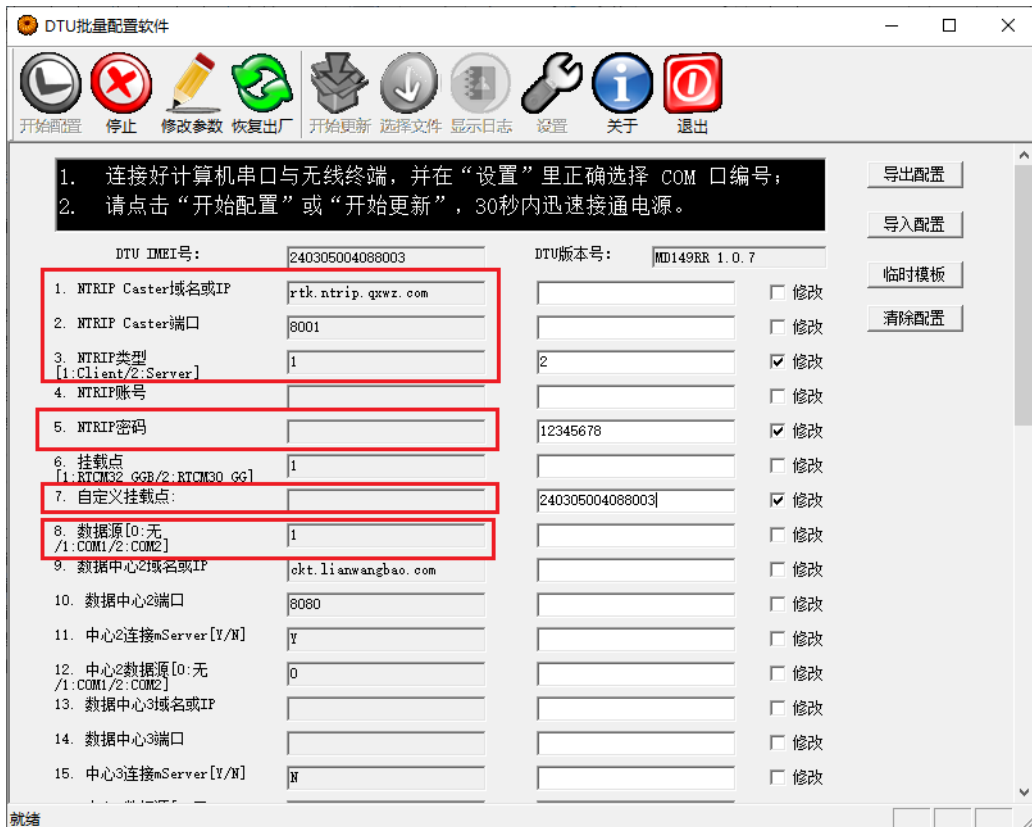 DTU批量配置软件
开始配置 停止 修改参数 恢复出厂 开始更新 选择文件 显示日志 设置 关于 退出
1. 连接好计算机串口与无线终端，并在“设置”里正确选择 COM 口编号；
2. 请点击“开始配置”或“开始更新”，30秒内迅速接通电源。
导出配置
导入配置
临时模板
清除配置
DTU IMEI号: 240305004088003 DTU版本号: MD149RR 1.0.7
1. NTRIP Caster域名或IP rtk.ntrip.qxwz.com 修改
2. NTRIP Caster端口 8001 修改
3. NTRIP类型
[1:Client/2:Server] 1 2 修改
4. NTRIP账号 修改
5. NTRIP密码 12345678 修改
6. 挂载点
[1:RTCM32_GGB/2:RTCM30_GG] 1 修改
7. 自定义挂载点: 240305004088003 修改
8. 数据源[0:无
/1:COM1/2:COM2] 1 修改
9. 数据中心2域名或IP ckt.lianwangbao.com 修改
10. 数据中心2端口 8080 修改
11. 中心2连接mServer[Y/N] Y 修改
12. 中心2数据源[0:无
/1:COM1/2:COM2] 0 修改
13. 数据中心3域名或IP 修改
14. 数据中心3端口 修改
15. 中心3连接mServer[Y/N] N 修改
就绪